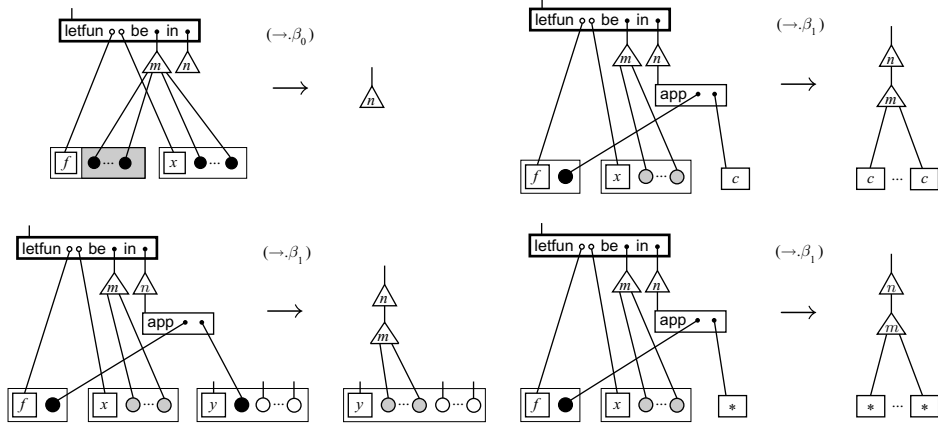 letfun be in
(→.β₀)
m n
n
f ... x ...
letfun be in
(→.β₁)
m n
n
app
m
f x ... c
c ... c
letfun be in
(→.β₁)
m n
n
app
m
f x ... y ...
y ... ...
letfun be in
(→.β₁)
m n
n
app
m
f x ... *
* ... *